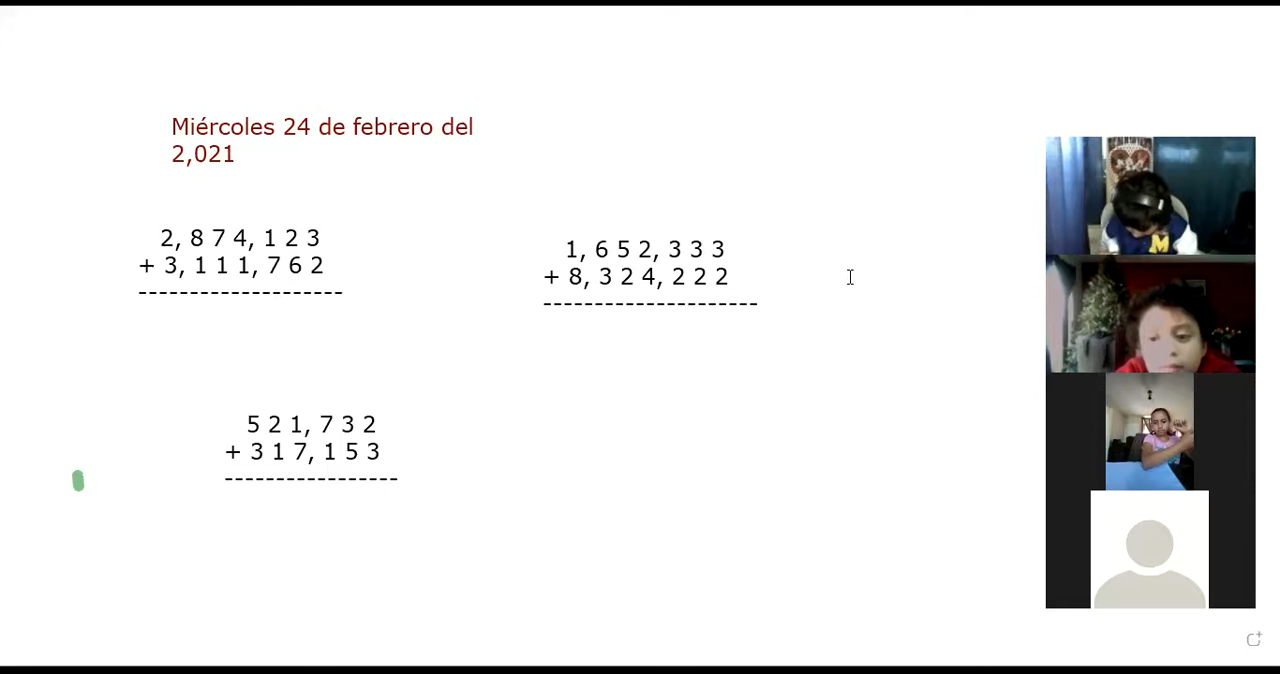 Miércoles 24 de febrero del
2,021
2, 8 7 4, 1 2 3
+ 3, 1 1 1, 7 6 2
-------------------
1, 6 5 2, 3 3 3
+ 8, 3 2 4, 2 2 2
--------------------
5 2 1, 7 3 2
+ 3 1 7, 1 5 3
----------------
M